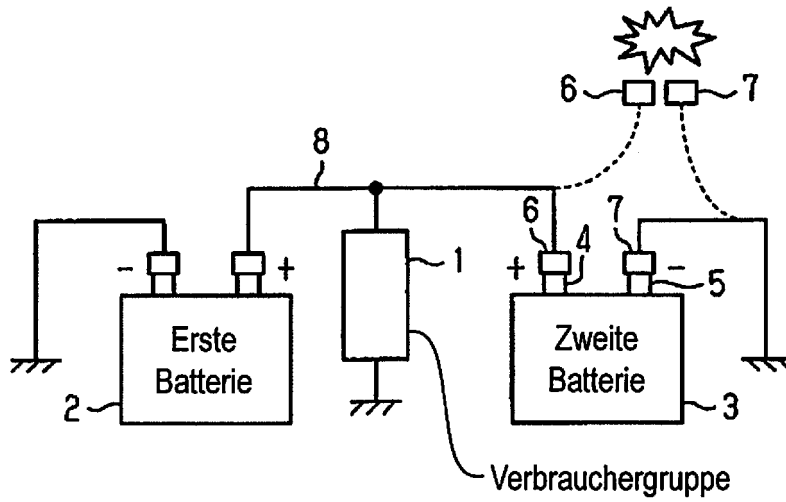 6 7
8
6 4 7
- + 1 + - 5
Erste
Batterie
Zweite
Batterie
2 3
Verbrauchergruppe